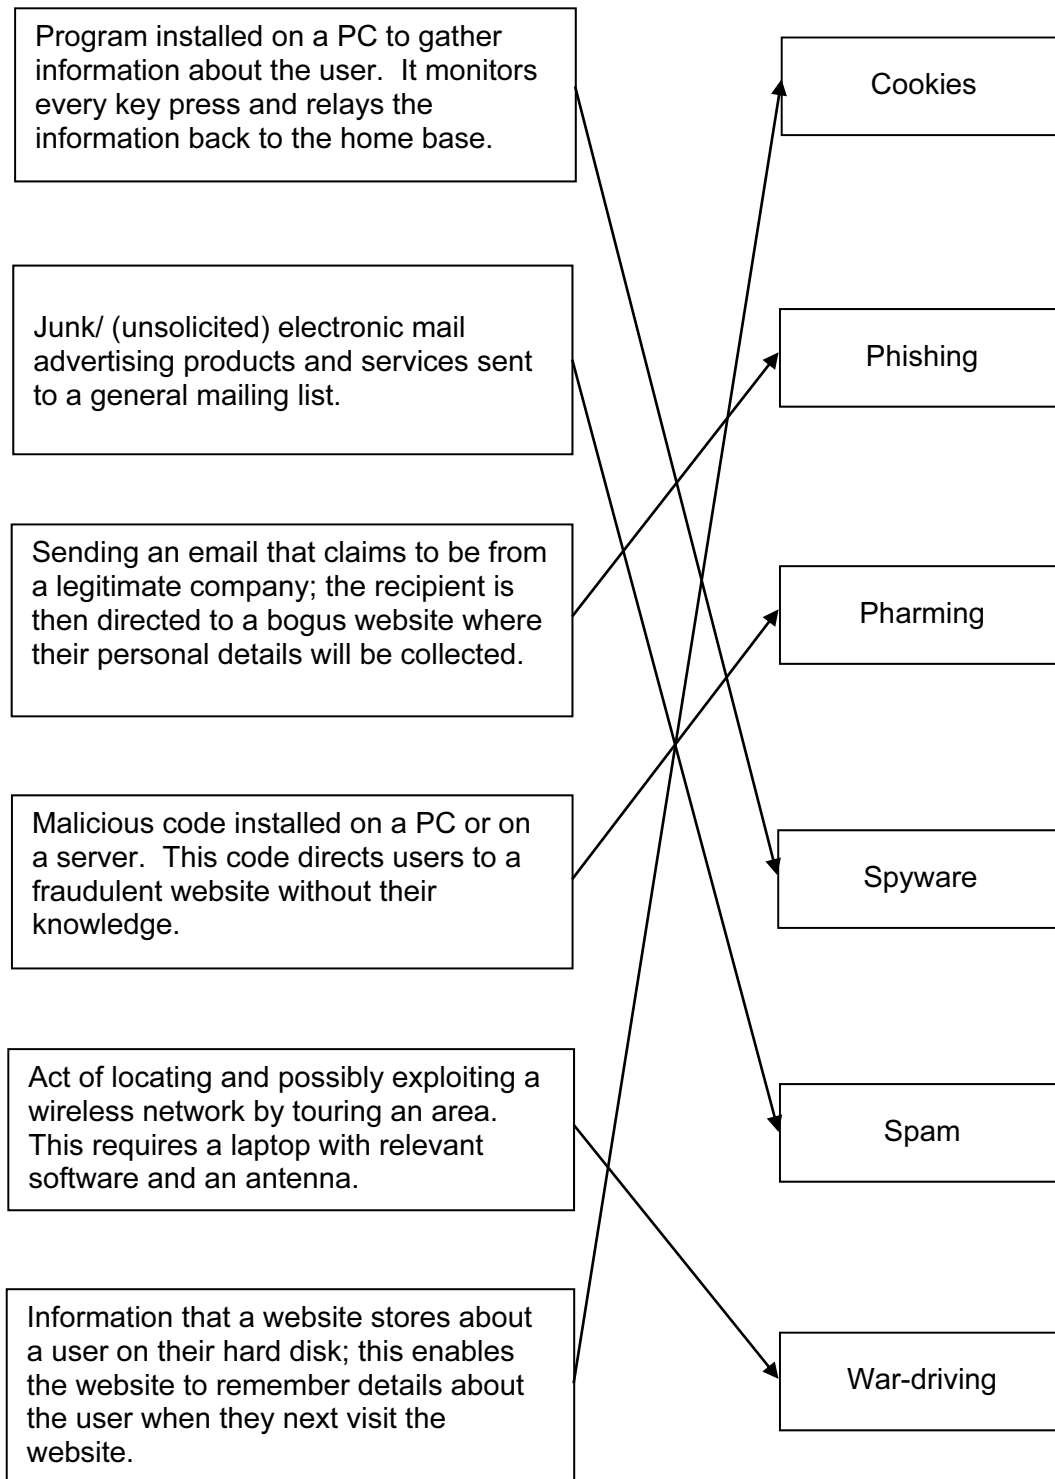 Program installed on a PC to gather
information about the user.  It monitors
every key press and relays the
information back to the home base.
Cookies
Junk/ (unsolicited) electronic mail
advertising products and services sent
to a general mailing list.
Phishing
Sending an email that claims to be from
a legitimate company; the recipient is
then directed to a bogus website where
their personal details will be collected.
Pharming
Malicious code installed on a PC or on
a server.  This code directs users to a
fraudulent website without their
knowledge.
Spyware
Act of locating and possibly exploiting a
wireless network by touring an area.
This requires a laptop with relevant
software and an antenna.
Spam
Information that a website stores about
a user on their hard disk; this enables
the website to remember details about
the user when they next visit the
website.
War-driving